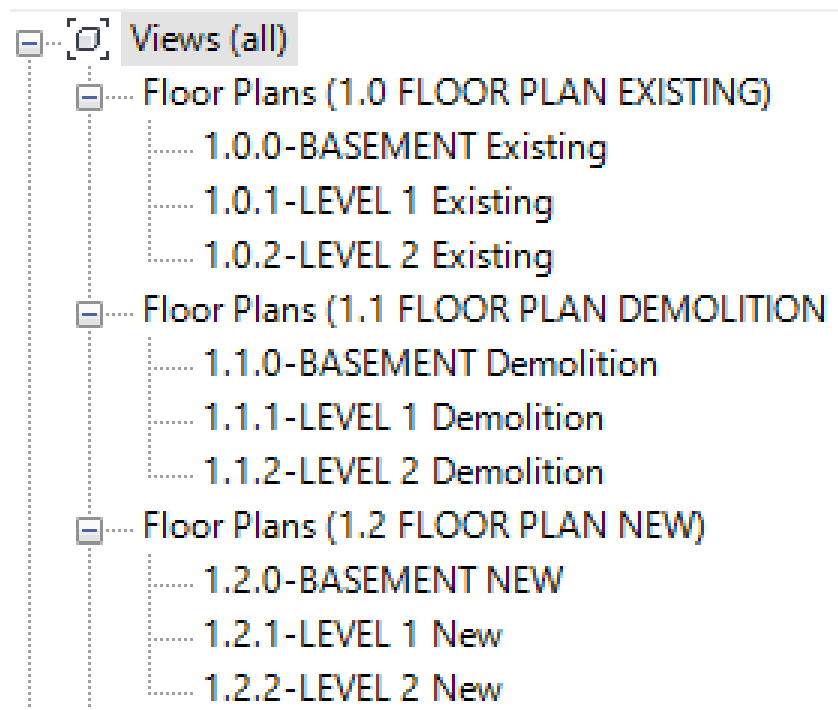 Views (all)
Floor Plans (1.0 FLOOR PLAN EXISTING)
1.0.0-BASEMENT Existing
1.0.1-LEVEL 1 Existing
1.0.2-LEVEL 2 Existing
Floor Plans (1.1 FLOOR PLAN DEMOLITION
1.1.0-BASEMENT Demolition
1.1.1-LEVEL 1 Demolition
1.1.2-LEVEL 2 Demolition
Floor Plans (1.2 FLOOR PLAN NEW)
1.2.0-BASEMENT NEW
1.2.1-LEVEL 1 New
1.2.2-LEVEL 2 New